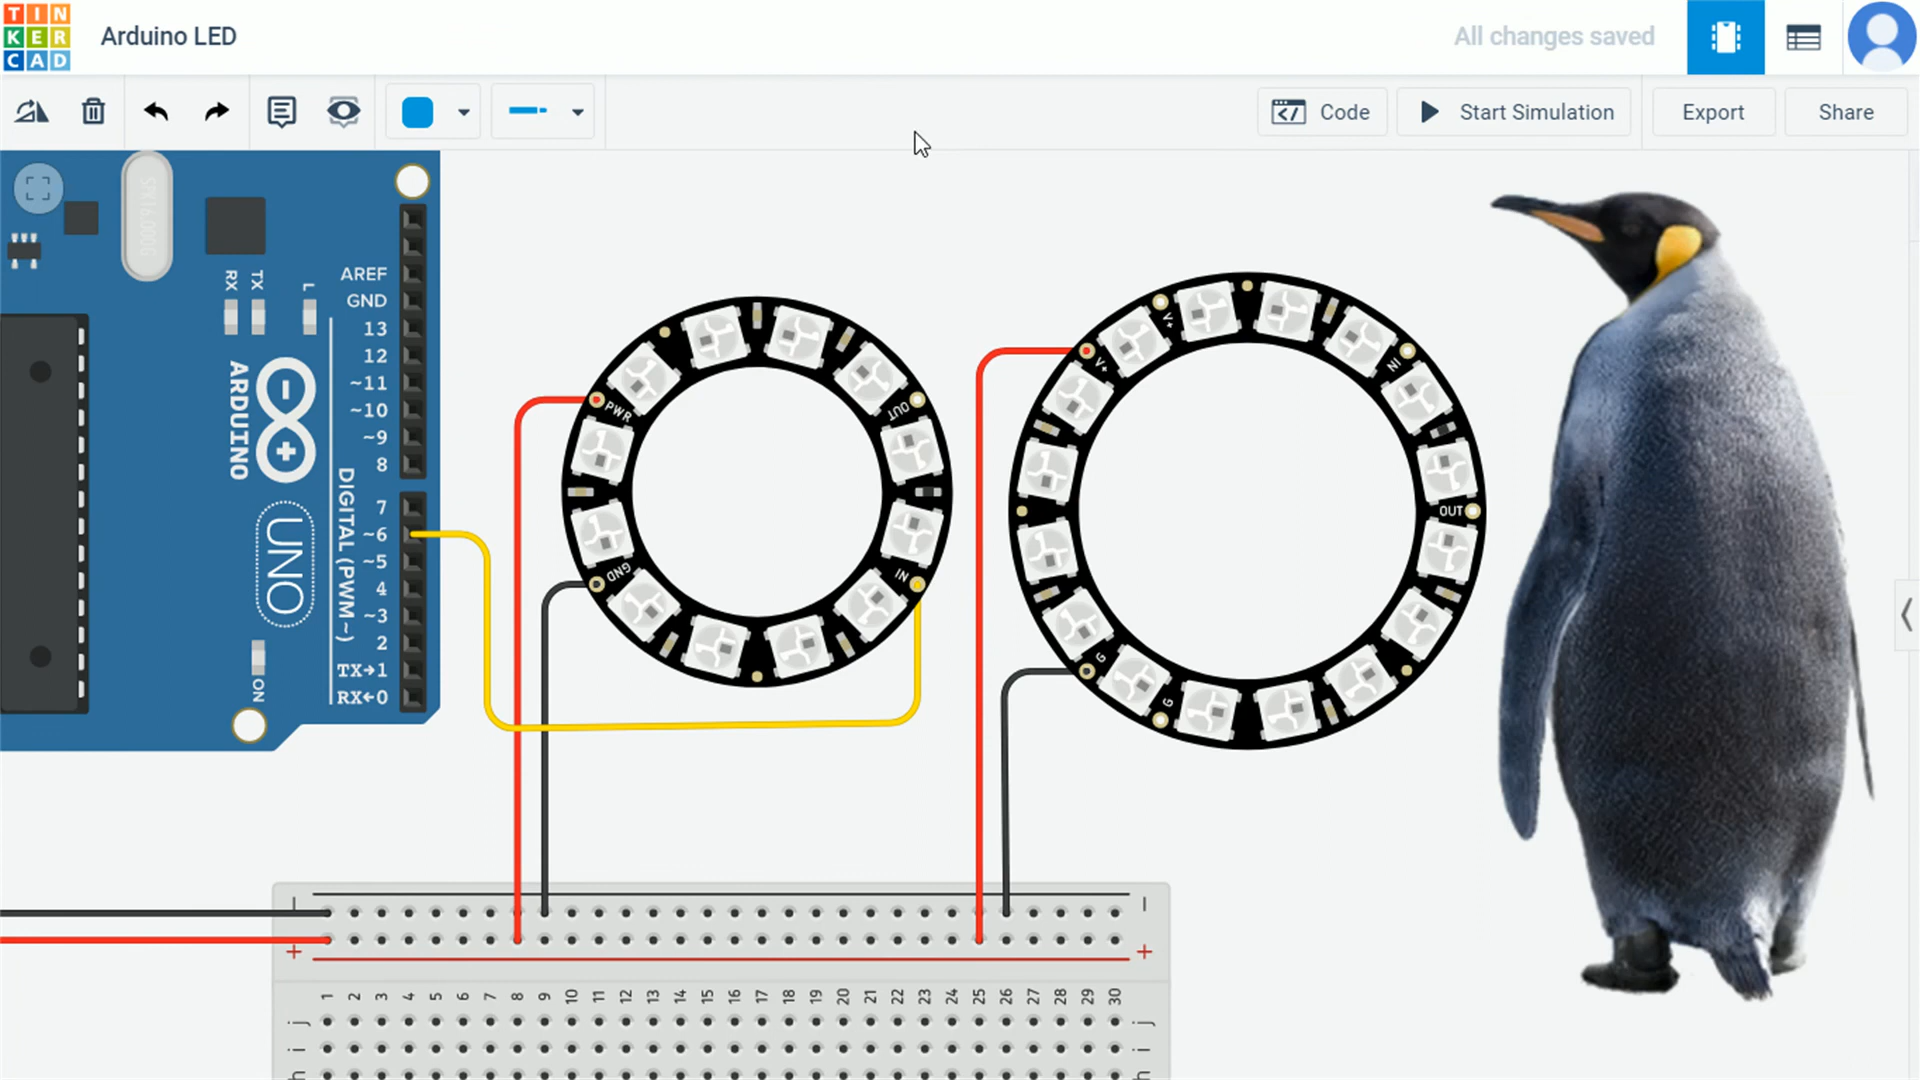 TIN
KER
CAD
Arduino LED
All changes saved
Code
Start Simulation
Export
Share
SPK16.000G
RX
TX
L
AREF
GND
13
12
~11
~10
~9
8
7
~6
~5
4
~3
2
TX→1
RX←0
DIGITAL (PWM~)
ARDUINO
UNO
ON
PWR
OUT
GND
IN
V+
V+
IN
OUT
G
G
1 2 3 4 5 6 7 8 9 10 11 12 13 14 15 16 17 18 19 20 21 22 23 24 25 26 27 28 29 30
j j
i i
h h